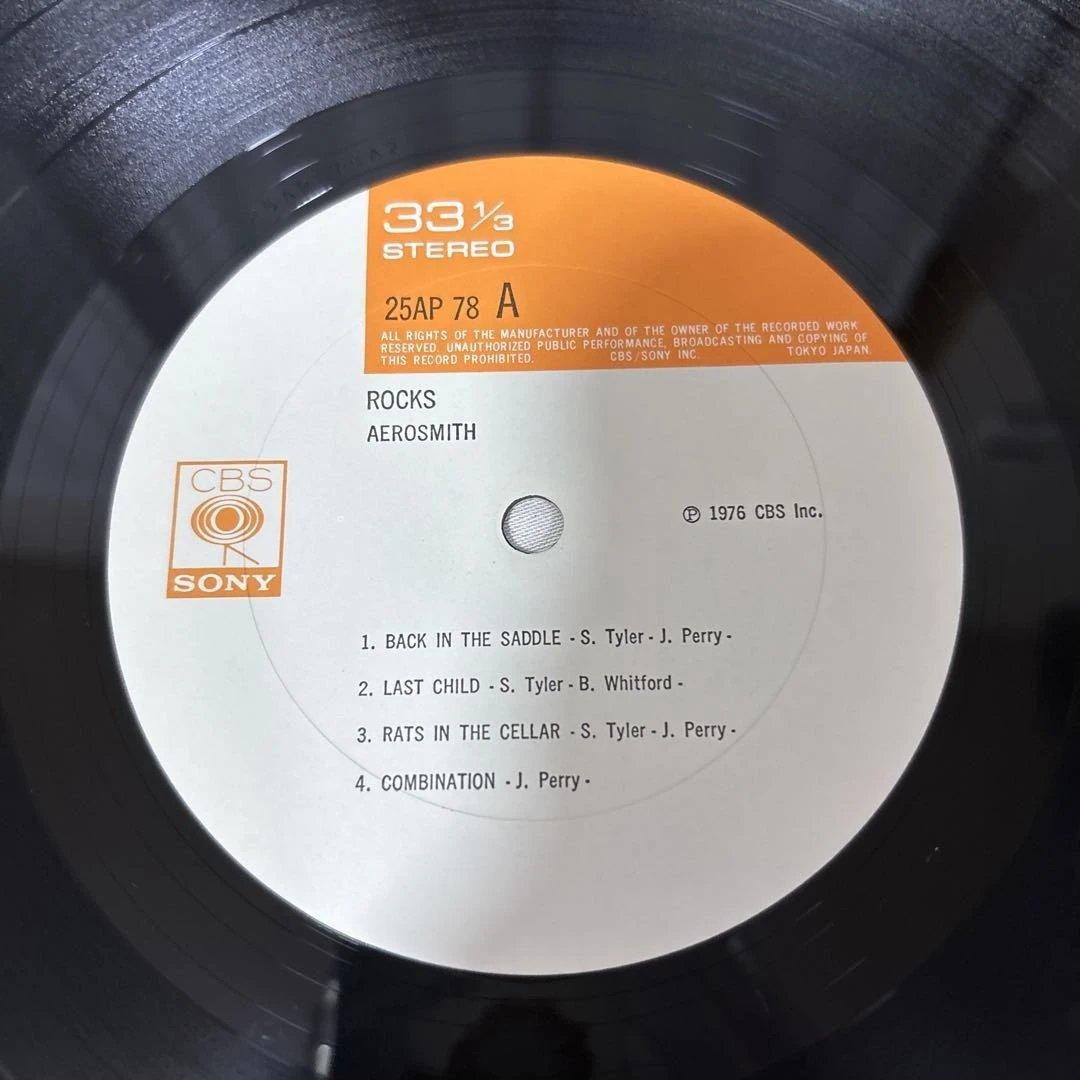 33 1/3
STEREO
25AP 78 A
ALL RIGHTS OF THE MANUFACTURER AND OF THE OWNER OF THE RECORDED WORK
RESERVED. UNAUTHORIZED PUBLIC PERFORMANCE, BROADCASTING AND COPYING OF
THIS RECORD PROHIBITED. CBS/SONY INC. TOKYO JAPAN.
ROCKS
AEROSMITH
CBS
SONY
Ⓟ 1976 CBS Inc.
1. BACK IN THE SADDLE - S. Tyler - J. Perry -
2. LAST CHILD - S. Tyler - B. Whitford -
3. RATS IN THE CELLAR - S. Tyler - J. Perry -
4. COMBINATION - J. Perry -